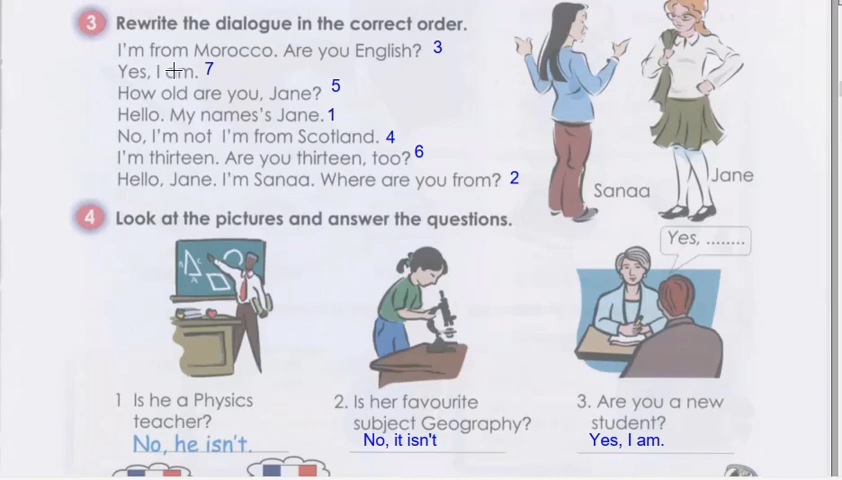 3 Rewrite the dialogue in the correct order.
I'm from Morocco. Are you English? 3
Yes, I am. 7
How old are you, Jane? 5
Hello. My names's Jane. 1
No, I'm not I'm from Scotland. 4
I'm thirteen. Are you thirteen, too? 6
Hello, Jane. I'm Sanaa. Where are you from? 2
Sanaa
Jane
4 Look at the pictures and answer the questions.
Yes, ........
1 Is he a Physics
teacher?
No, he isn't.
2. Is her favourite
subject Geography?
No, it isn't
3. Are you a new
student?
Yes, I am.